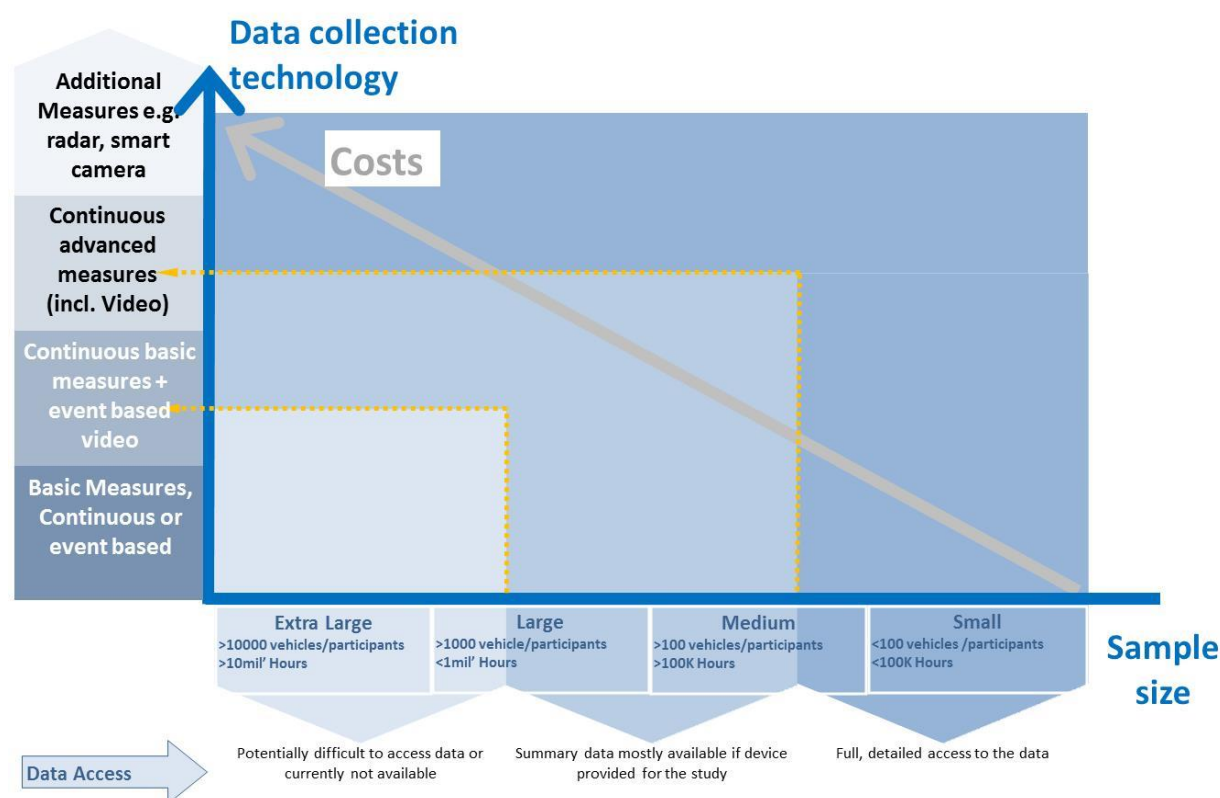 Data collection
technology
Additional
Measures e.g.
radar, smart
camera
Costs
Continuous
advanced
measures
(incl. Video)
Continuous basic
measures +
event based
video
Basic Measures,
Continuous or
event based
Extra Large
>10000 vehicles/participants
>10mil' Hours
Large
>1000 vehicle/participants
<1mil' Hours
Medium
>100 vehicles/participants
>100K Hours
Small
<100 vehicles /participants
<100K Hours
Sample
size
Data Access
Potentially difficult to access data or
currently not available
Summary data mostly available if device
provided for the study
Full, detailed access to the data